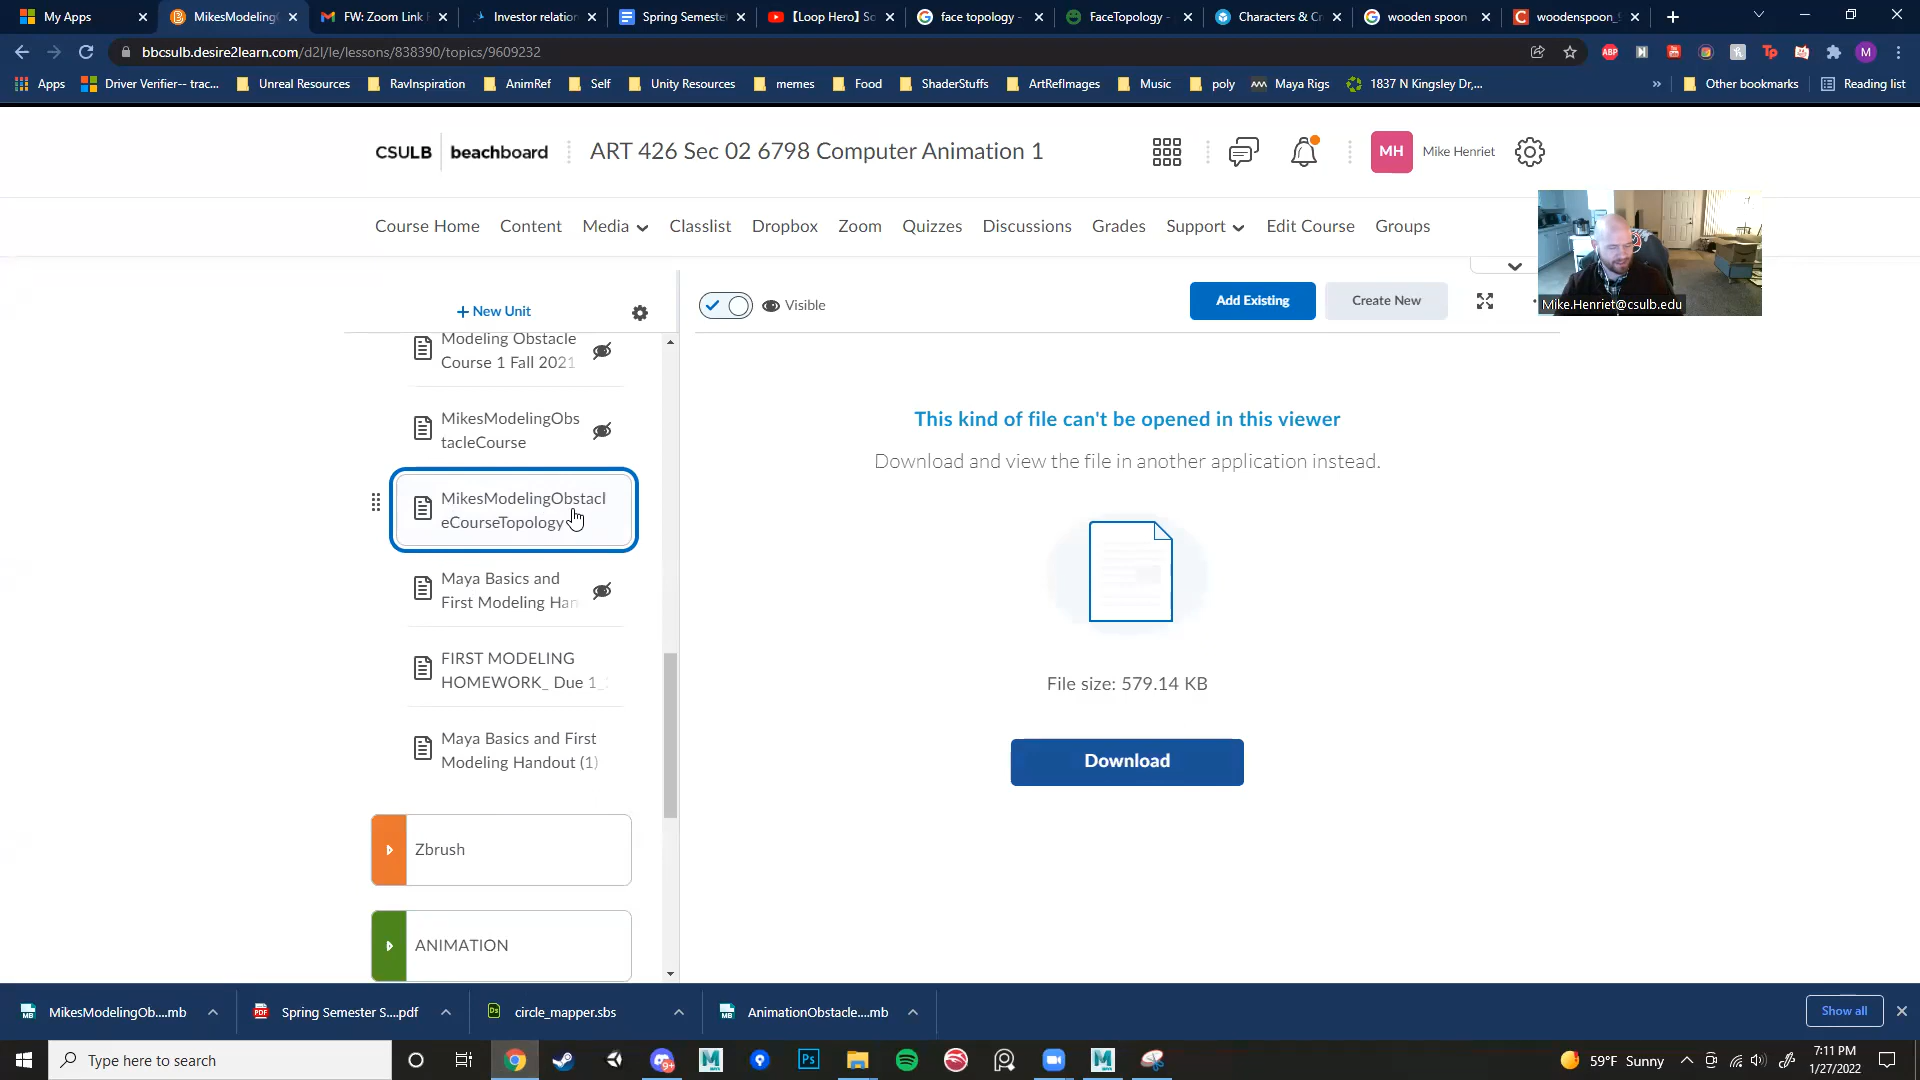 My Apps
MikesModeling
FW: Zoom Link
Investor relation
Spring Semeste
【Loop Hero】 S
face topology -
FaceTopology -
Characters & C
wooden spoon
woodenspoon_
bbcsulb.desire2learn.com/d2l/le/lessons/838390/topics/9609232
Apps
Driver Verifier-- trac...
Unreal Resources
RavInspiration
AnimRef
Self
Unity Resources
memes
Food
ShaderStuffs
ArtRefImages
Music
poly
Maya Rigs
1837 N Kingsley Dr,...
»
Other bookmarks
Reading list
CSULB beachboard
ART 426 Sec 02 6798 Computer Animation 1
MH
Mike Henriet
Course Home
Content
Media
Classlist
Dropbox
Zoom
Quizzes
Discussions
Grades
Support
Edit Course
Groups
Mike.Henriet@csulb.edu
+ New Unit
Visible
Add Existing
Create New
Modeling Obstacle
Course 1 Fall 2021
MikesModelingObs
tacleCourse
MikesModelingObstacl
eCourseTopology
Maya Basics and
First Modeling Han
FIRST MODELING
HOMEWORK_ Due 1_
Maya Basics and First
Modeling Handout (1)
Zbrush
ANIMATION
This kind of file can't be opened in this viewer
Download and view the file in another application instead.
File size: 579.14 KB
Download
MikesModelingOb....mb
Spring Semester S....pdf
circle_mapper.sbs
AnimationObstacle....mb
Show all
Type here to search
59°F Sunny
7:11 PM
1/27/2022